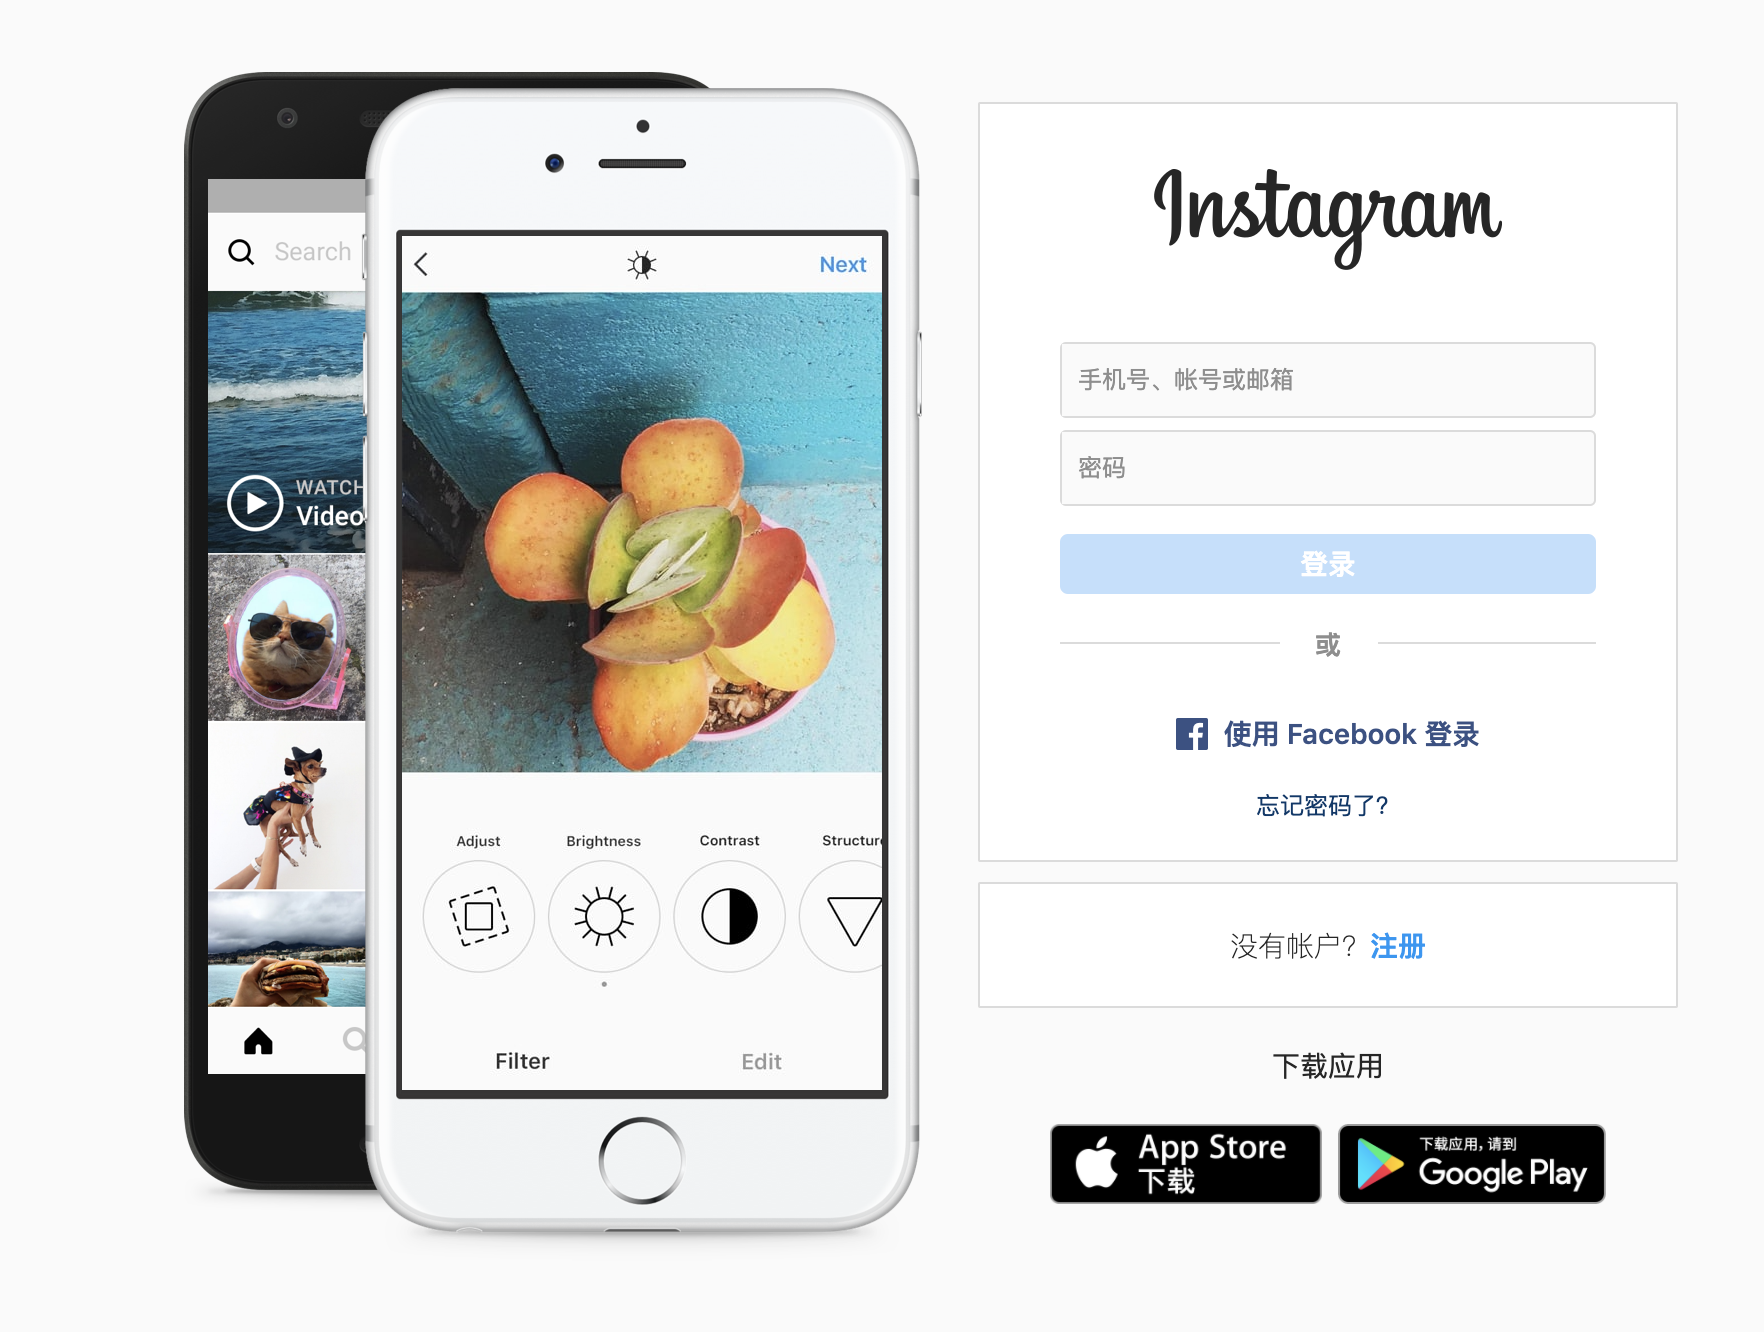 Search
WATCH
Video
Next
Adjust
Brightness
Contrast
Structure
Filter
Edit
Instagram
手机号、帐号或邮箱
密码
登录
或
使用 Facebook 登录
忘记密码了?
没有帐户? 注册
下载应用
App Store
下载
下载应用, 请到
Google Play